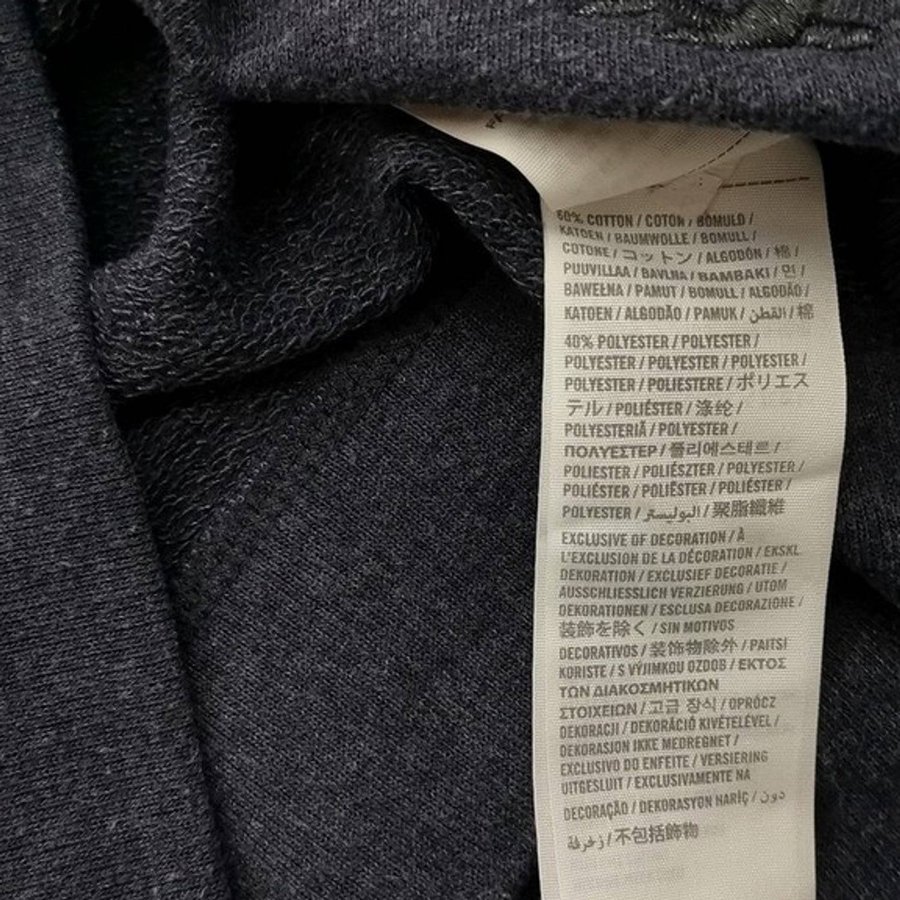 60% COTTON / COTON / BOMULD /
KATOEN / BAUMWOLLE / BOMULL /
COTONE / コットン / ALGODÓN / 棉 /
PUUVILLAA / BAVLNA / BAMBAKI / 면 /
BAWEŁNA / PAMUT / BOMULL / ALGODÃO /
KATOEN / ALGODÃO / PAMUK / القطن / 棉
40% POLYESTER / POLYESTER /
POLYESTER / POLYESTER / POLYESTER /
POLYESTER / POLIESTERE / ポリエス
テル / POLIÉSTER / 涤纶 /
POLYESTERIÄ / POLYESTER /
ΠΟΛΥΕΣΤΕΡ / 폴리에스테르 /
POLIESTER / POLIÉSZTER / POLYESTER /
POLIÉSTER / POLIËSTER / POLIÉSTER /
POLYESTER / البوليستر / 聚脂纖維
EXCLUSIVE OF DECORATION / À
L'EXCLUSION DE LA DÉCORATION / EKSKL.
DEKORATION / EXCLUSIEF DECORATIE /
AUSSCHLIESSLICH VERZIERUNG / UTOM
DEKORATIONEN / ESCLUSA DECORAZIONE /
装飾を除く / SIN MOTIVOS
DECORATIVOS / 装饰物除外 / PAITSI
KORISTE / S VÝJIMKOU OZDOB / ΕΚΤΟΣ
ΤΩΝ ΔΙΑΚΟΣΜΗΤΙΚΩΝ
ΣΤΟΙΧΕΙΩΝ / 고급 장식 / OPRÓCZ
DEKORACJI / DEKORÁCIÓ KIVÉTELÉVEL /
DEKORASJON IKKE MEDREGNET /
EXCLUSIVO DO ENFEITE / VERSIERING
UITGESLUIT / EXCLUSIVAMENTE NA
DECORAÇÃO / DEKORASYON HARİÇ / دون
زخرفة / 不包括飾物